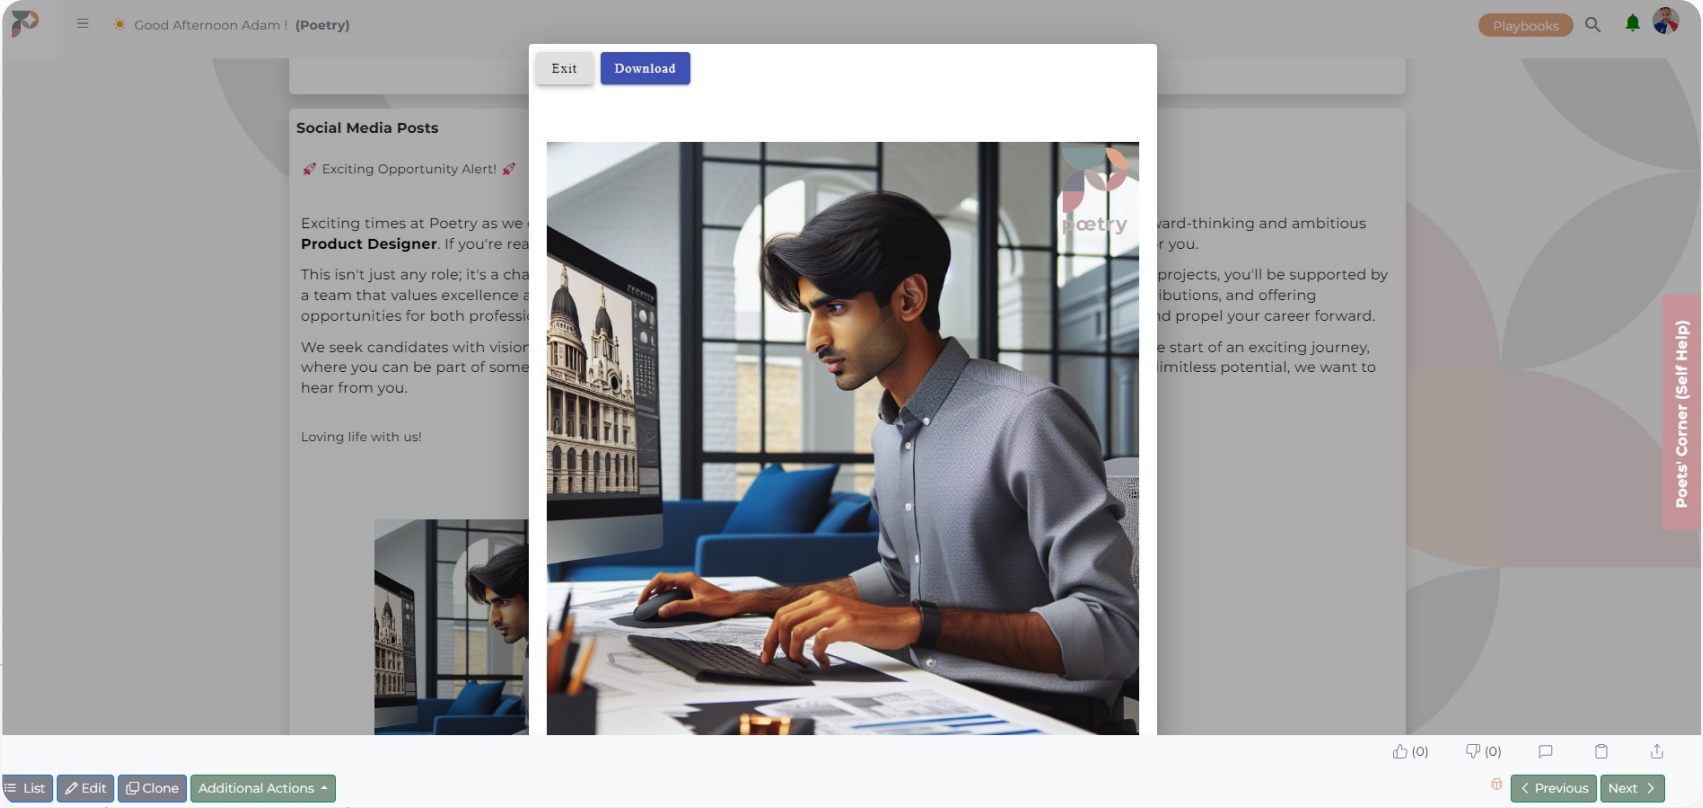 Good Afternoon Adam ! (Poetry)
Playbooks
Exit
Download
Social Media Posts
🚀 Exciting Opportunity Alert! 🚀
Exciting times at Poetry as we
ward-thinking and ambitious
Product Designer. If you're rea
r you.
This isn't just any role; it's a cha
projects, you'll be supported by
a team that values excellence a
ibutions, and offering
opportunities for both professi
nd propel your career forward.
We seek candidates with vision
e start of an exciting journey,
where you can be part of some
limitless potential, we want to
hear from you.
Loving life with us!
poetry
Poets' Corner (Self Help)
(0)
(0)
List
Edit
Clone
Additional Actions
Previous
Next